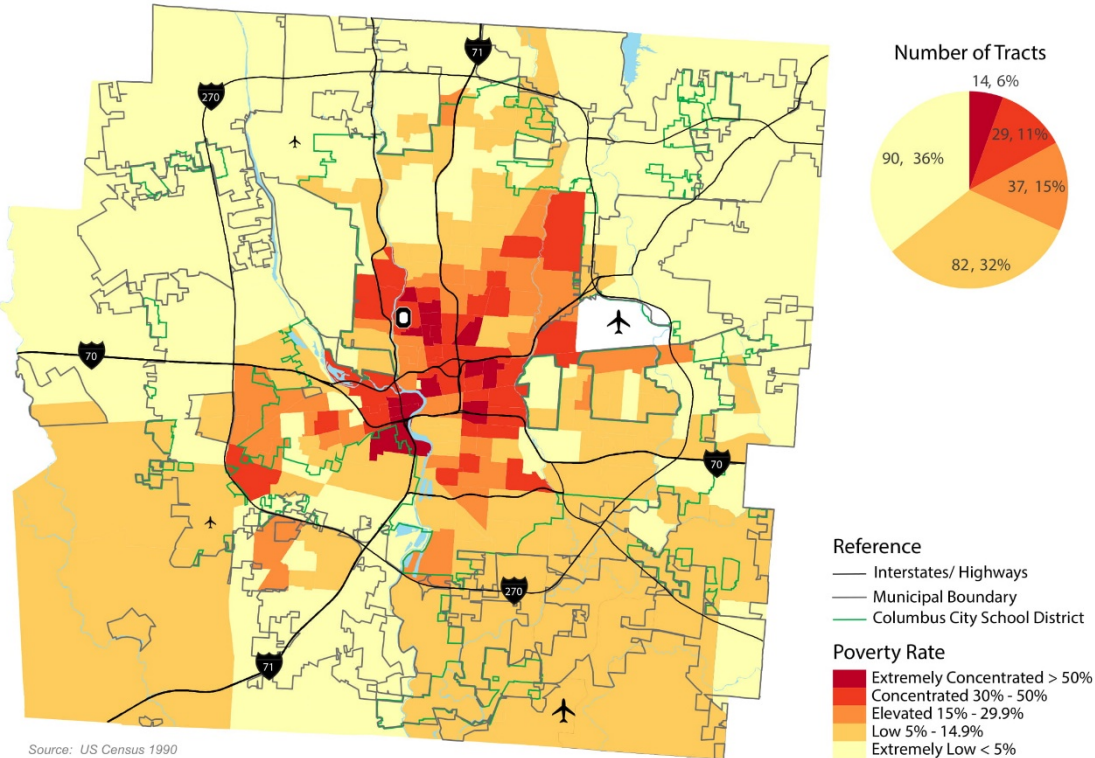 71
270
Number of Tracts
14, 6%
29, 11%
90, 36%
37, 15%
82, 32%
70
70
Reference
Interstates/ Highways
Municipal Boundary
Columbus City School District
270
Poverty Rate
71
Extremely Concentrated > 50%
Concentrated 30% - 50%
Elevated 15% - 29.9%
Low 5% - 14.9%
Extremely Low < 5%
Source: US Census 1990